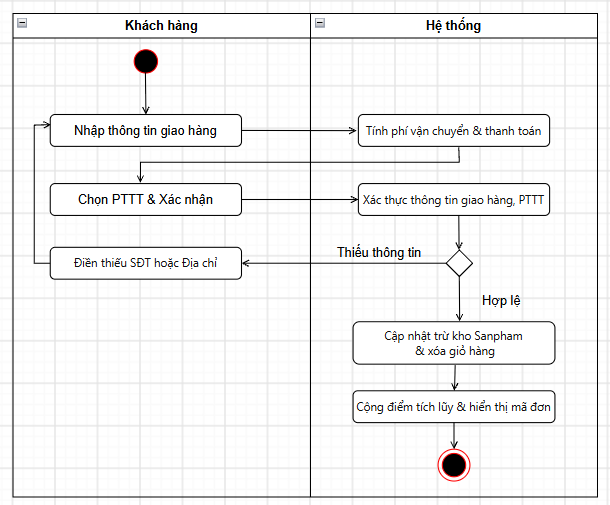 Khách hàng
Hệ thống
Nhập thông tin giao hàng
Tính phí vận chuyển & thanh toán
Chọn PTTT & Xác nhận
Xác thực thông tin giao hàng, PTTT
Thiếu thông tin
Điền thiếu SĐT hoặc Địa chỉ
Hợp lệ
Cập nhật trừ kho Sanpham
& xóa giỏ hàng
Cộng điểm tích lũy & hiển thị mã đơn